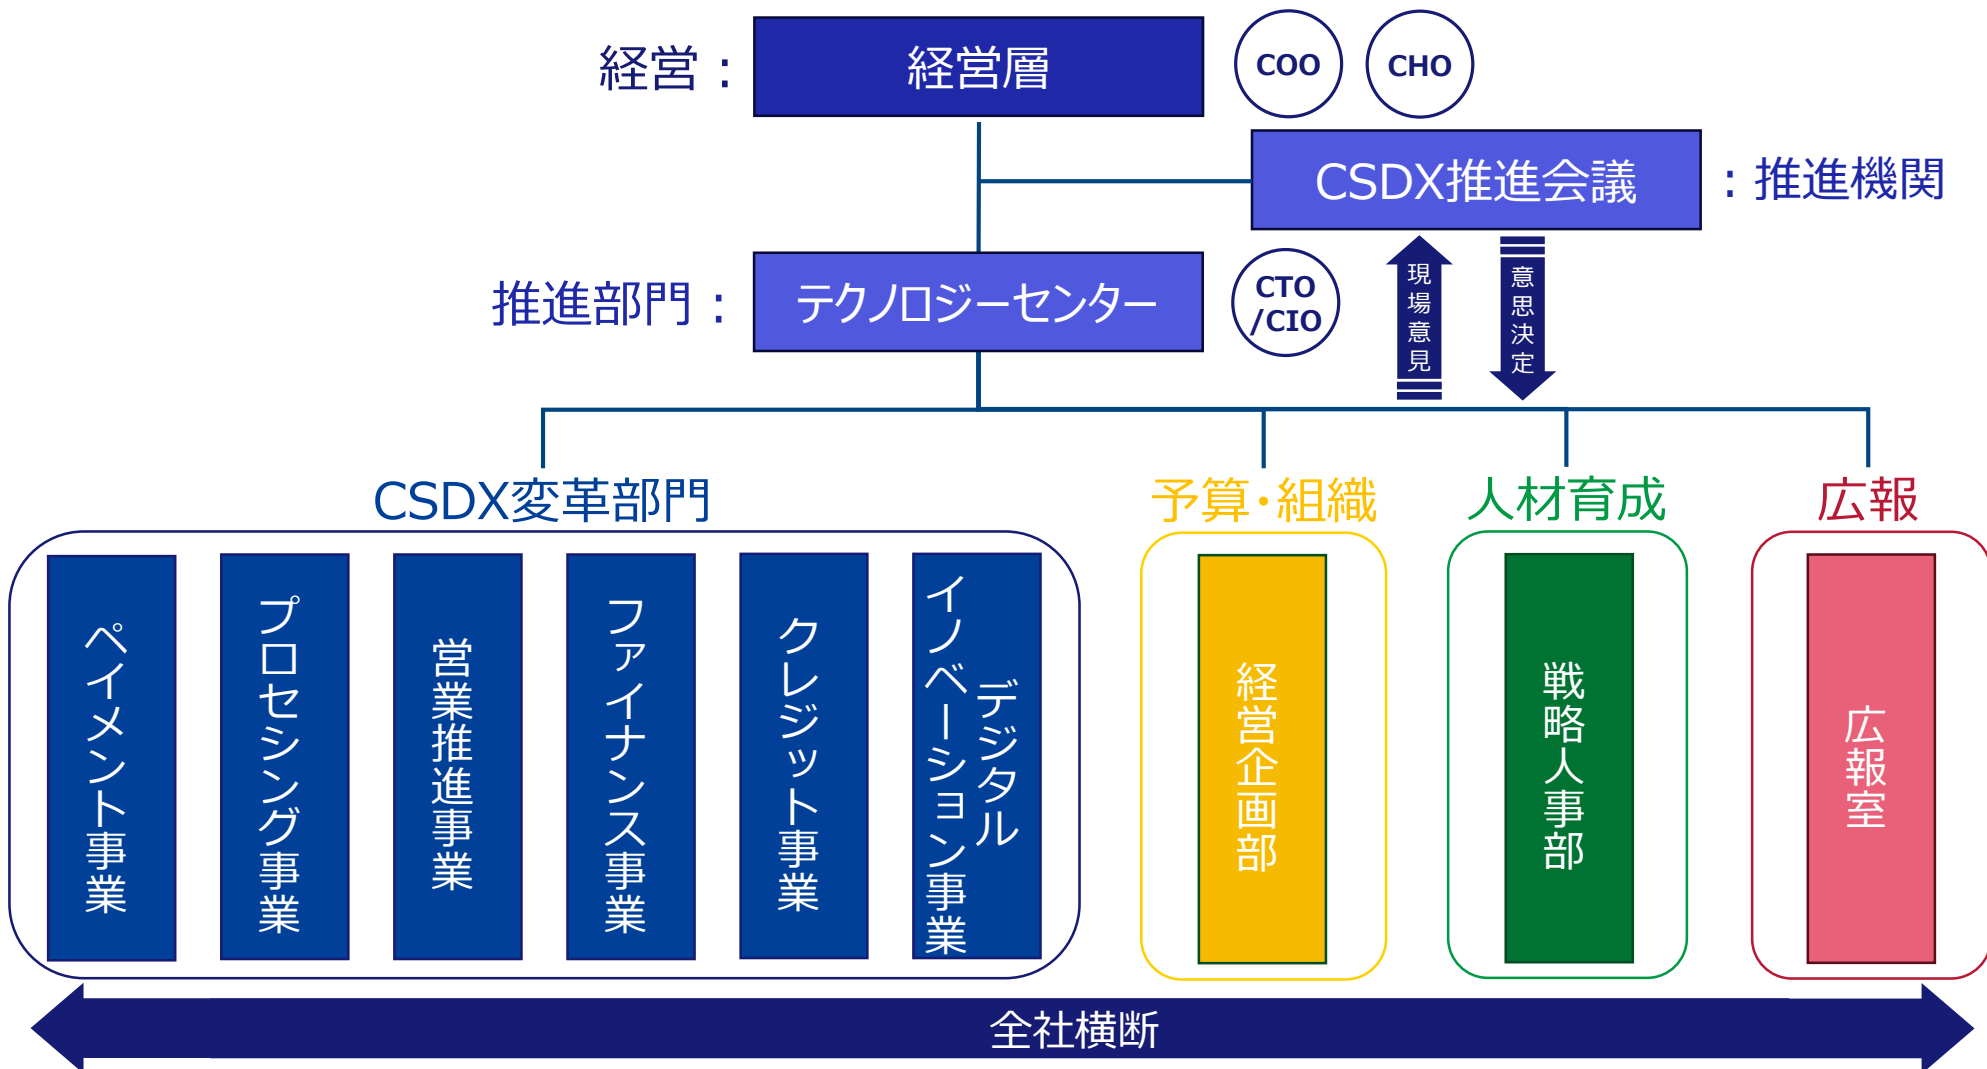 経営：
経営層
COO
CHO
CSDX推進会議
：推進機関
推進部門：
テクノロジーセンター
CTO
/CIO
現場意見
意思決定
CSDX変革部門
予算・組織
人材育成
広報
ペイメント事業
プロセシング事業
営業推進事業
ファイナンス事業
クレジット事業
デジタル
イノベーション事業
経営企画部
戦略人事部
広報室
全社横断